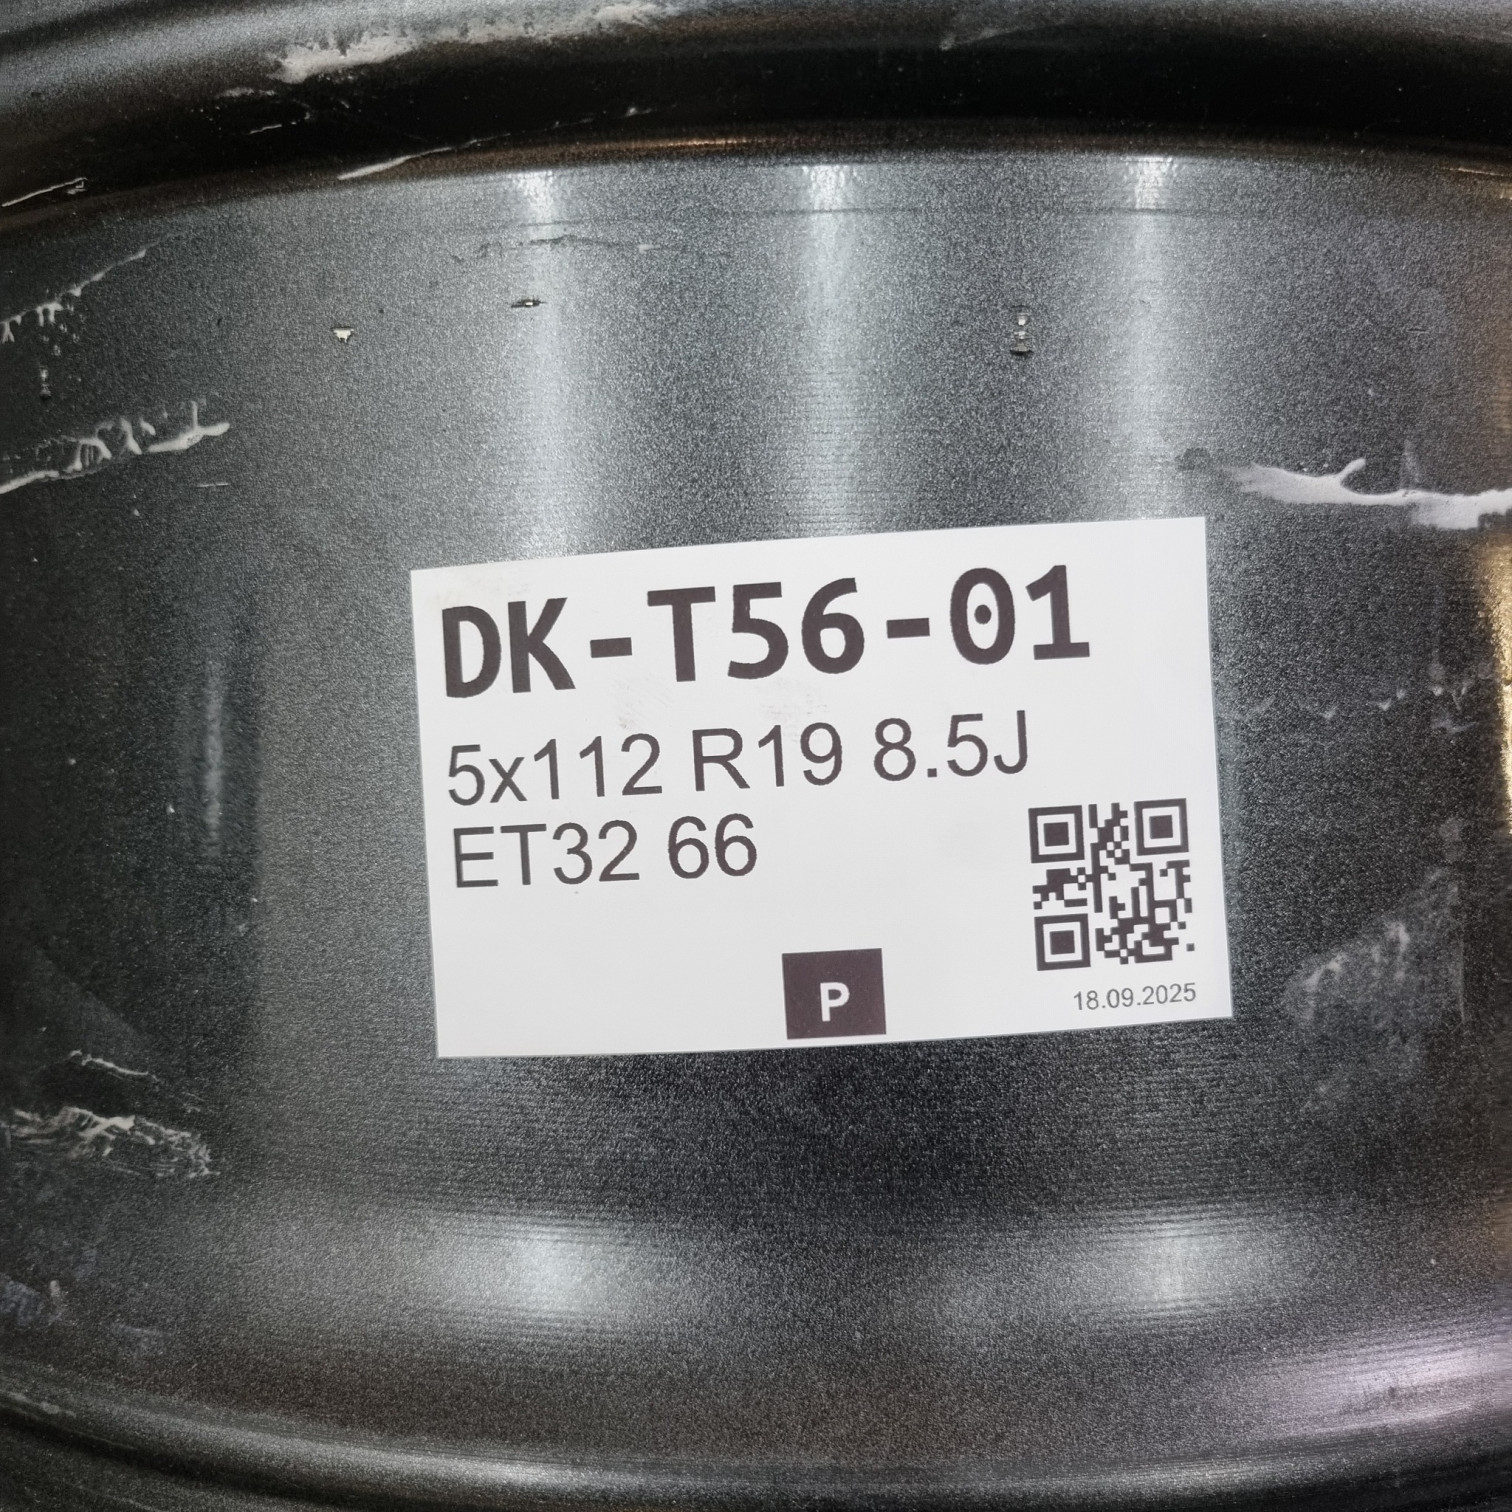 DK-T56-01
5x112 R19 8.5J
ET32 66
P
18.09.2025